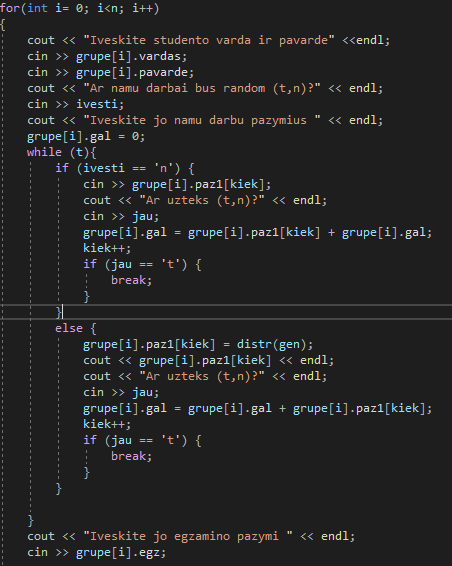 for(int i= 0; i<n; i++)
{
cout << "Iveskite studento varda ir pavarde" <<endl;
cin >> grupe[i].vardas;
cin >> grupe[i].pavarde;
cout << "Ar namu darbai bus random (t,n)?" << endl;
cin >> ivesti;
cout << "Iveskite jo namu darbu pazymius " << endl;
grupe[i].gal = 0;
while (t){
if (ivesti == 'n') {
cin >> grupe[i].paz1[kiek];
cout << "Ar uzteks (t,n)?" << endl;
cin >> jau;
grupe[i].gal = grupe[i].paz1[kiek] + grupe[i].gal;
kiek++;
if (jau == 't') {
break;
}
}
else {
grupe[i].paz1[kiek] = distr(gen);
cout << grupe[i].paz1[kiek] << endl;
cout << "Ar uzteks (t,n)?" << endl;
cin >> jau;
grupe[i].gal = grupe[i].gal + grupe[i].paz1[kiek];
kiek++;
if (jau == 't') {
break;
}
}
}
cout << "Iveskite jo egzamino pazymi " << endl;
cin >> grupe[i].egz;